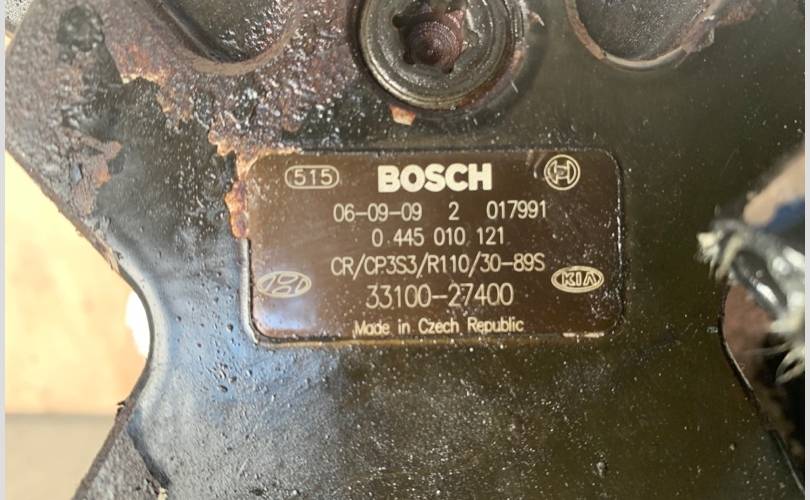 515 BOSCH
06-09-09 2 017991
0 445 010 121
CR/CP3S3/R110/30-89S
KIA
33100-27400
Made in Czech Republic